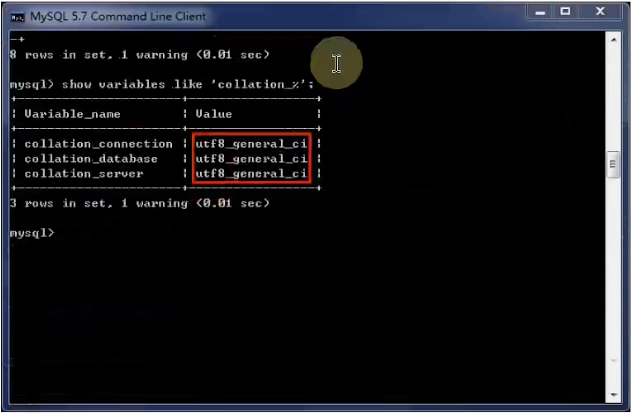 MySQL 5.7 Command Line Client
-+
8 rows in set, 1 warning (0.01 sec)
mysql> show variables like 'collation_%';
+----------------------+-----------------+
| Variable_name | Value |
+----------------------+-----------------+
| collation_connection | utf8_general_ci |
| collation_database | utf8_general_ci |
| collation_server | utf8_general_ci |
+----------------------+-----------------+
3 rows in set, 1 warning (0.01 sec)
mysql>